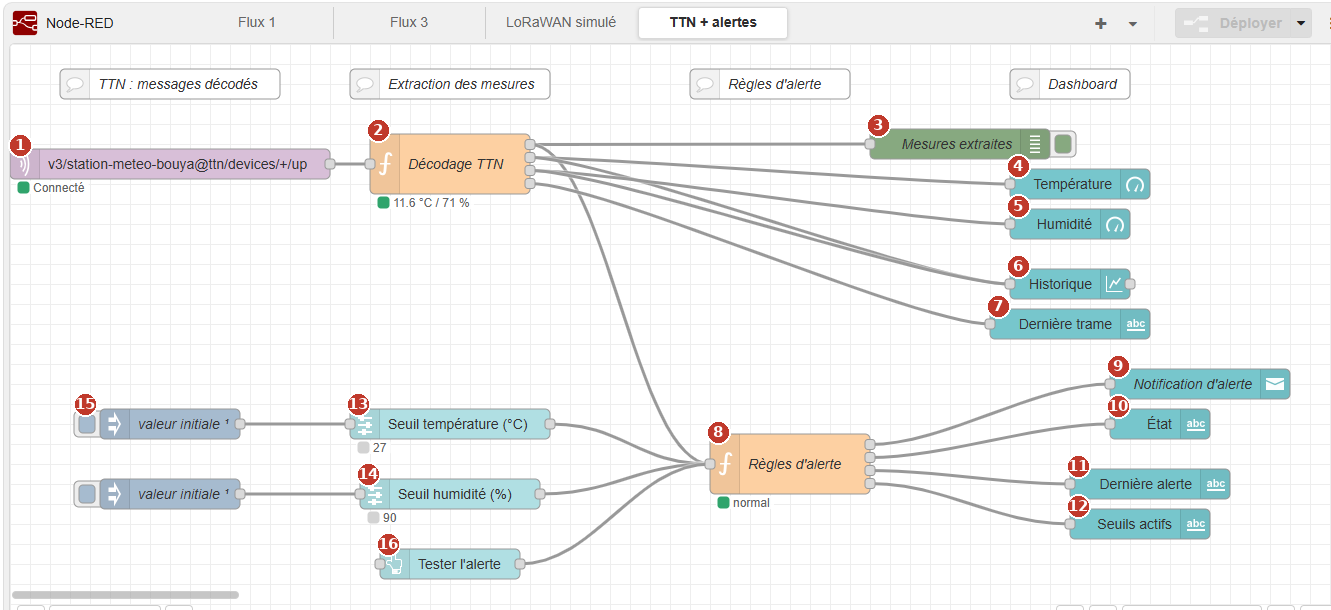 Node-RED
Flux 1
Flux 3
LoRaWAN simulé
TTN + alertes
Déployer
TTN : messages décodés
Extraction des mesures
Règles d'alerte
Dashboard
1
v3/station-meteo-bouya@ttn/devices/+/up
Connecté
2
Décodage TTN
11.6 °C / 71 %
3
Mesures extraites
4
Température
5
Humidité
6
Historique
7
Dernière trame
abc
15
valeur initiale ¹
13
Seuil température (°C)
27
valeur initiale ¹
14
Seuil humidité (%)
90
16
Tester l'alerte
8
Règles d'alerte
normal
9
Notification d'alerte
10
État
abc
11
Dernière alerte
abc
12
Seuils actifs
abc